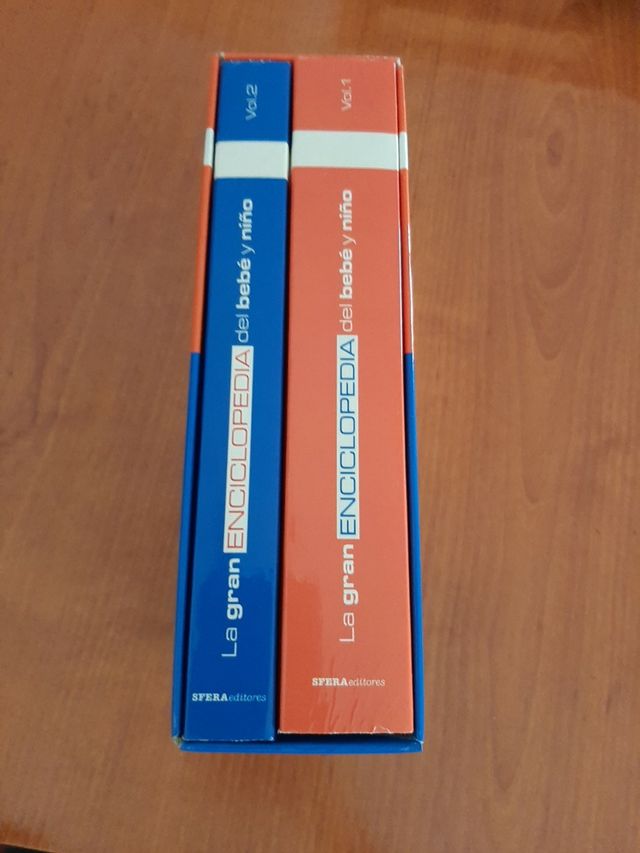 La gran ENCICLOPEDIA del bebé y niño
Vol.2
SFERAeditores
La gran ENCICLOPEDIA del bebé y niño
Vol.1
SFERAeditores